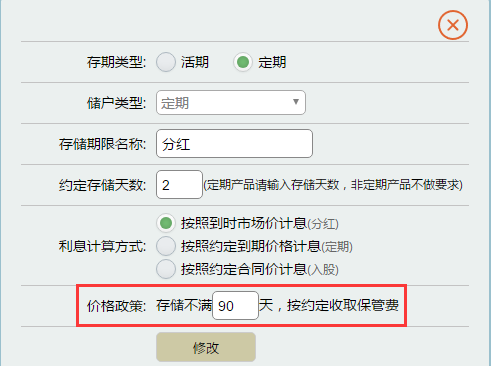 存期类型: 活期 定期
储户类型: 定期
存储期限名称: 分红
约定存储天数: 2 (定期产品请输入存储天数，非定期产品不做要求)
按照到时市场价计息(分红)
利息计算方式: 按照约定到期价格计息(定期)
按照约定合同价计息(入股)
价格政策: 存储不满 90 天，按约定收取保管费
修改